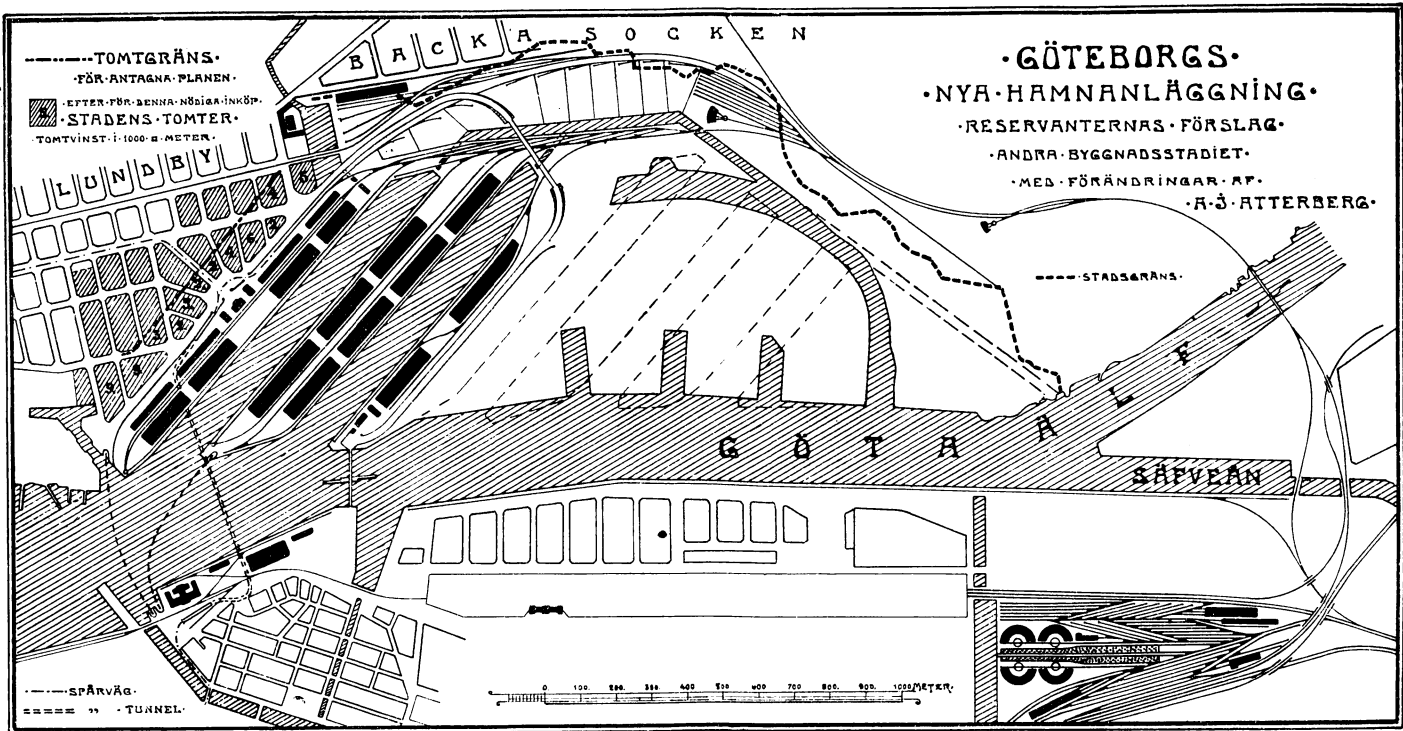 BACKA SOCKEN
TOMTGRÄNS.
·FÖR·ANTAGNA·PLANEN·
·EFTER·FÖR·DENNA·NÖDIGA·INKÖP·
·STADENS·TOMTER·
·TOMTVINST·I·1000·¤·METER·
LUNDBY
·GÖTEBORGS·
·NYA·HAMNANLÄGGNING·
·RESERVANTERNAS·FÖRSLAG·
·ANDRA·BYGGNADSSTADIET·
·MED·FÖRÄNDRINGAR·AF·
·A·J·ATTERBERG·
·STADSGRÄNS·
GÖTA ÄLF
SÄFVEÅN
·SPÅRVÄG·
„ ·TUNNEL·
0. 100. 200. 300. 400 500 600 700 800. 900. 1000 METER.